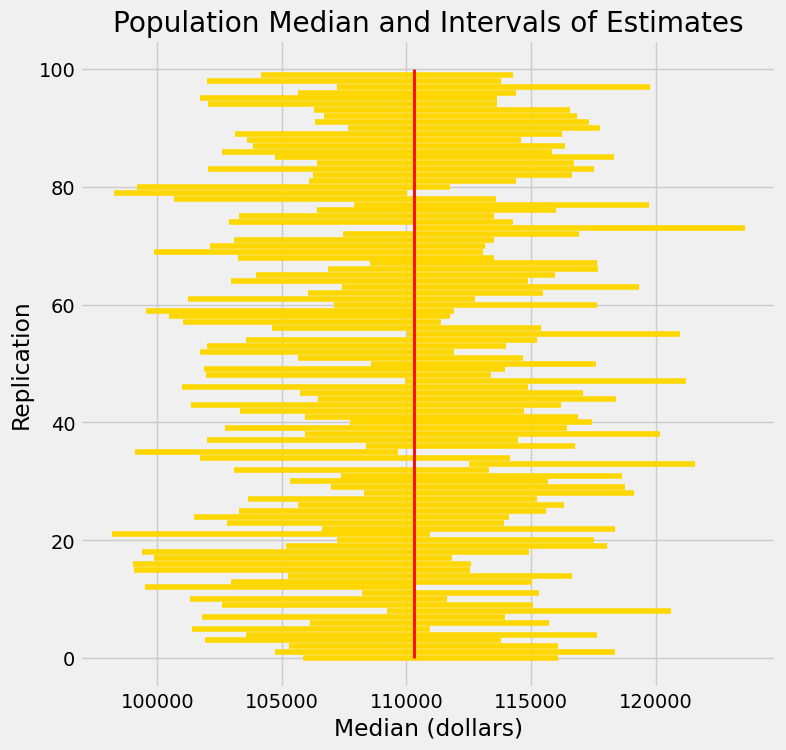 Population Median and Intervals of Estimates
100
80
60
40
20
0
Replication
100000 105000 110000 115000 120000
Median (dollars)